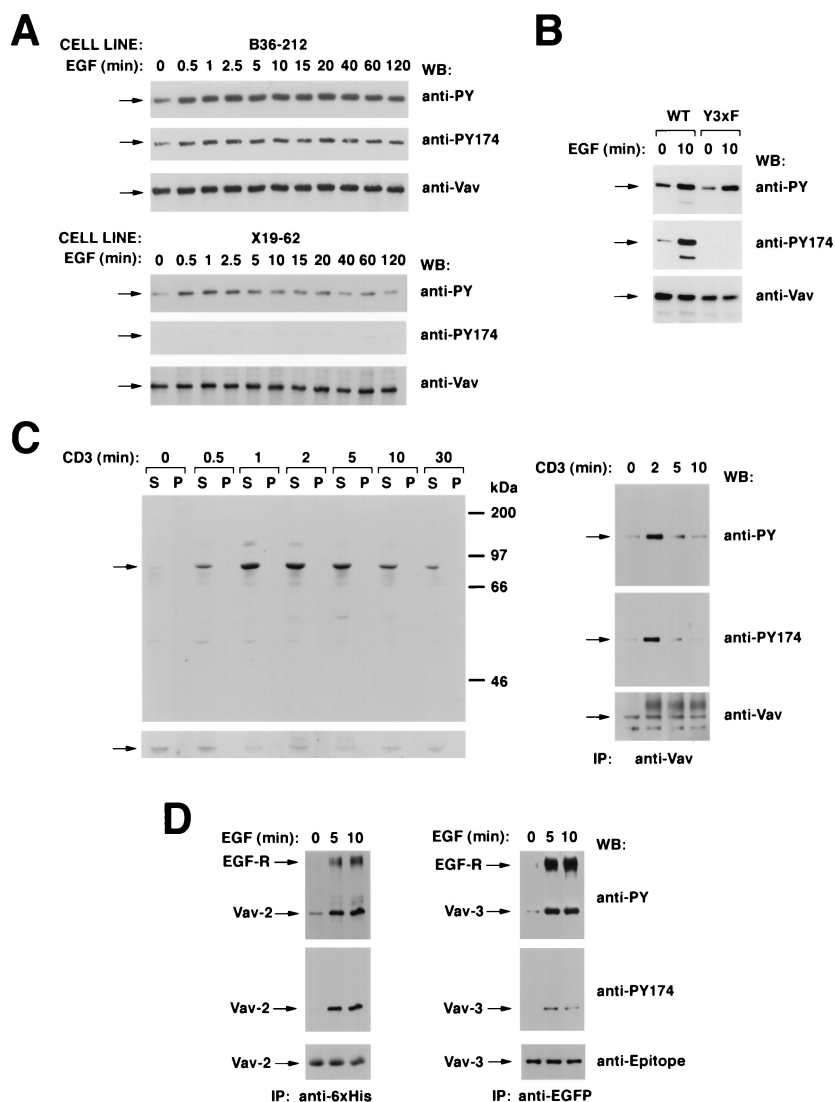 A
CELL LINE: B36-212
EGF (min): 0 0.5 1 2.5 5 10 15 20 40 60 120 WB:
anti-PY
anti-PY174
anti-Vav
CELL LINE: X19-62
EGF (min): 0 0.5 1 2.5 5 10 15 20 40 60 120 WB:
anti-PY
anti-PY174
anti-Vav
B
WT Y3xF
EGF (min): 0 10 0 10 WB:
anti-PY
anti-PY174
anti-Vav
C
CD3 (min): 0 0.5 1 2 5 10 30
S P S P S P S P S P S P S P
kDa
200
97
66
46
CD3 (min): 0 2 5 10 WB:
anti-PY
anti-PY174
anti-Vav
IP: anti-Vav
D
EGF (min): 0 5 10
EGF-R
Vav-2
Vav-2
Vav-2
IP: anti-6xHis
EGF (min): 0 5 10 WB:
EGF-R
anti-PY
Vav-3
anti-PY174
Vav-3
Vav-3 anti-Epitope
IP: anti-EGFP